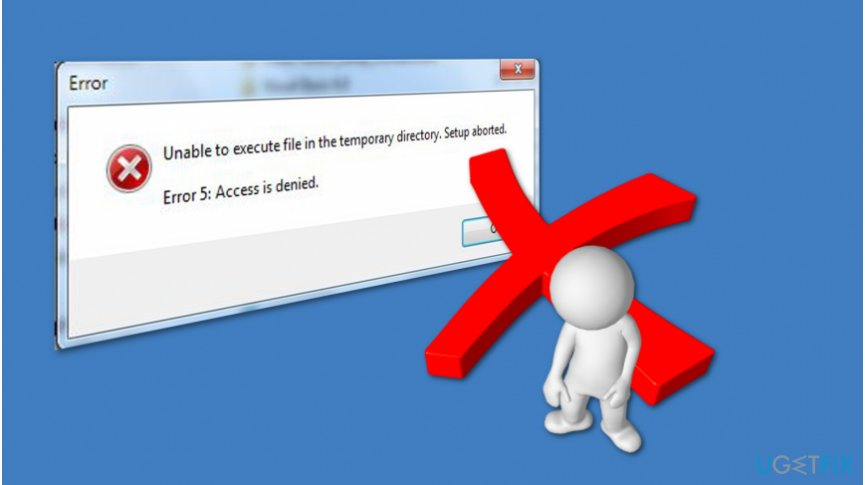 Error
Unable to execute file in the temporary directory. Setup aborted.
Error 5: Access is denied.
UGETFIX